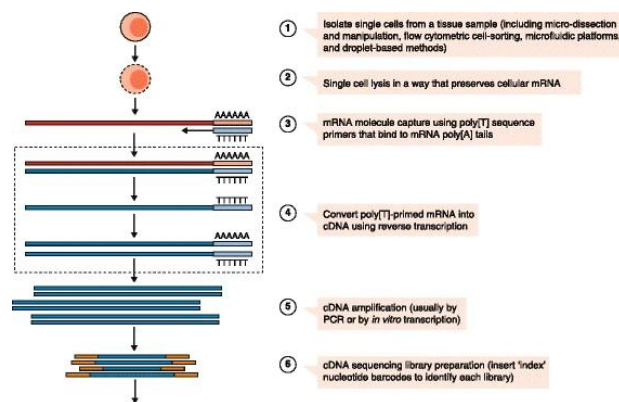 1
Isolate single cells from a tissue sample (including micro-dissection
and manipulation, flow cytometric cell-sorting, microfluidic platforms,
and droplet-based methods)
2
Single cell lysis in a way that preserves cellular mRNA
AAAAAA
TTTTTT
3
mRNA molecule capture using poly[T] sequence
primers that bind to mRNA poly[A] tails
AAAAAA
TTTTTT
TTTTTT
4
Convert poly[T]-primed mRNA into
cDNA using reverse transcription
AAAAAA
TTTTTT
5
cDNA amplification (usually by
PCR or by in vitro transcription)
6
cDNA sequencing library preparation (insert 'index'
nucleotide barcodes to identify each library)